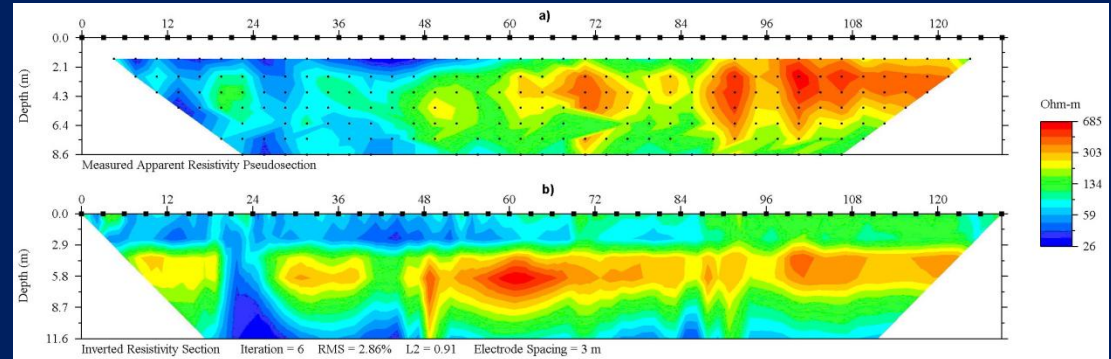 a)
0 12 24 36 48 60 72 84 96 108 120
0.0
2.1
4.3
6.4
8.6
Depth (m)
Measured Apparent Resistivity Pseudosection
b)
0 12 24 36 48 60 72 84 96 108 120
0.0
2.9
5.8
8.7
11.6
Depth (m)
Inverted Resistivity Section Iteration = 6 RMS = 2.86% L2 = 0.91 Electrode Spacing = 3 m
Ohm-m
685
303
134
59
26